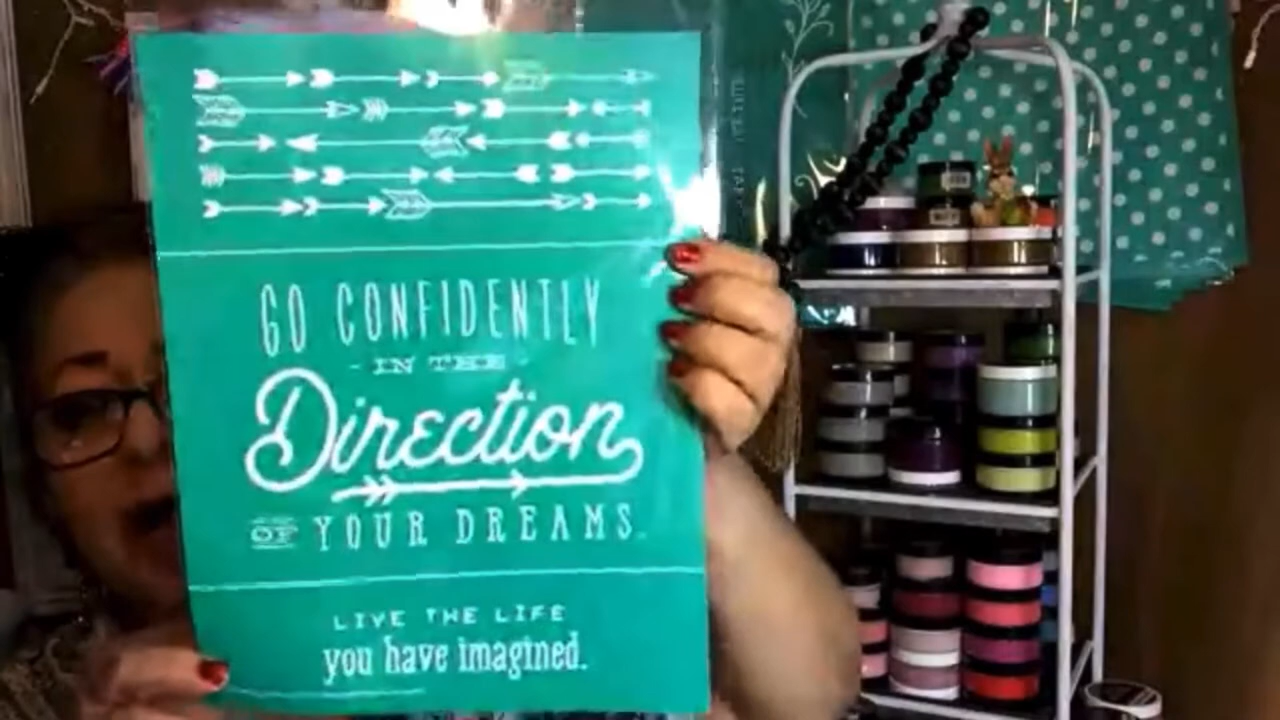 GO CONFIDENTLY
- IN THE -
Direction
OF YOUR DREAMS.
LIVE THE LIFE
you have imagined.